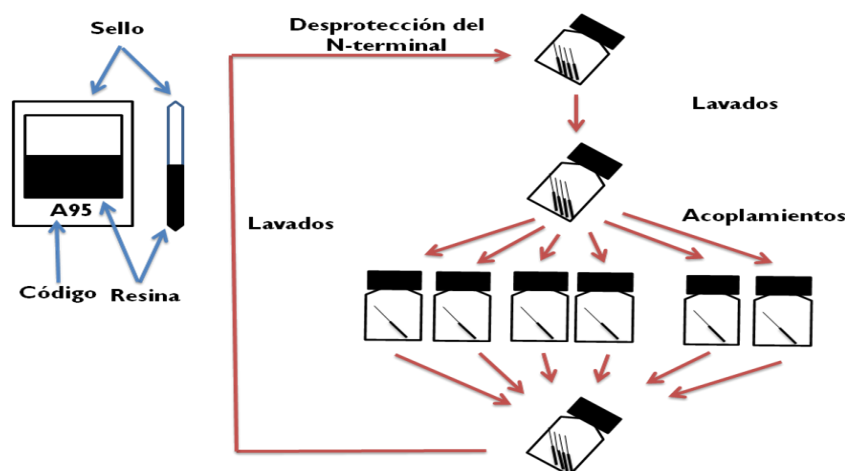 Sello
A95
Código
Resina
Desprotección del
N-terminal
Lavados
Lavados
Acoplamientos